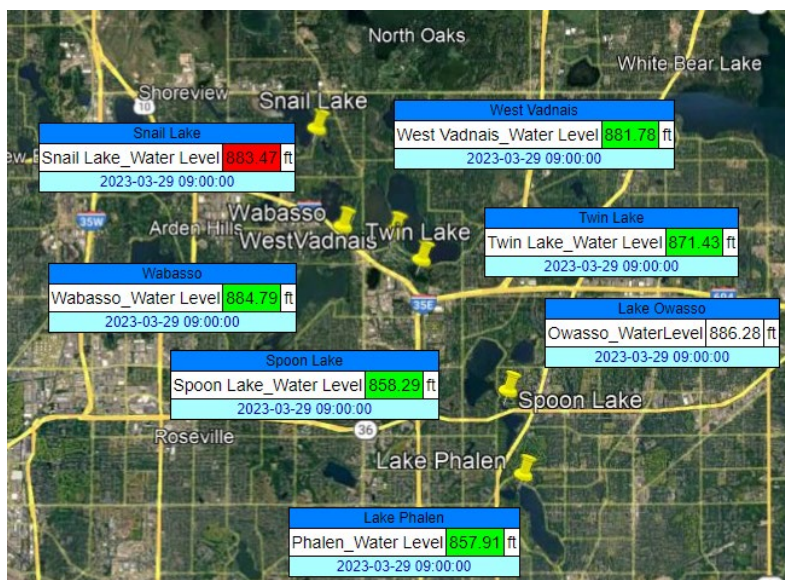 North Oaks
White Bear Lake
Shoreview
10
Snail Lake
West Vadnais
West Vadnais_Water Level 881.78 ft
2023-03-29 09:00:00
Snail Lake
Snail Lake_Water Level 883.47 ft
2023-03-29 09:00:00
35W
Arden Hills
Wabasso
WestVadnais
Twin Lake
Twin Lake
Twin Lake_Water Level 871.43 ft
2023-03-29 09:00:00
Wabasso
Wabasso_Water Level 884.79 ft
2023-03-29 09:00:00
35E
694
Lake Owasso
Owasso_WaterLevel 886.28 ft
2023-03-29 09:00:00
Spoon Lake
Spoon Lake_Water Level 858.29 ft
2023-03-29 09:00:00
Spoon Lake
Roseville
36
Lake Phalen
Lake Phalen
Phalen_Water Level 857.91 ft
2023-03-29 09:00:00